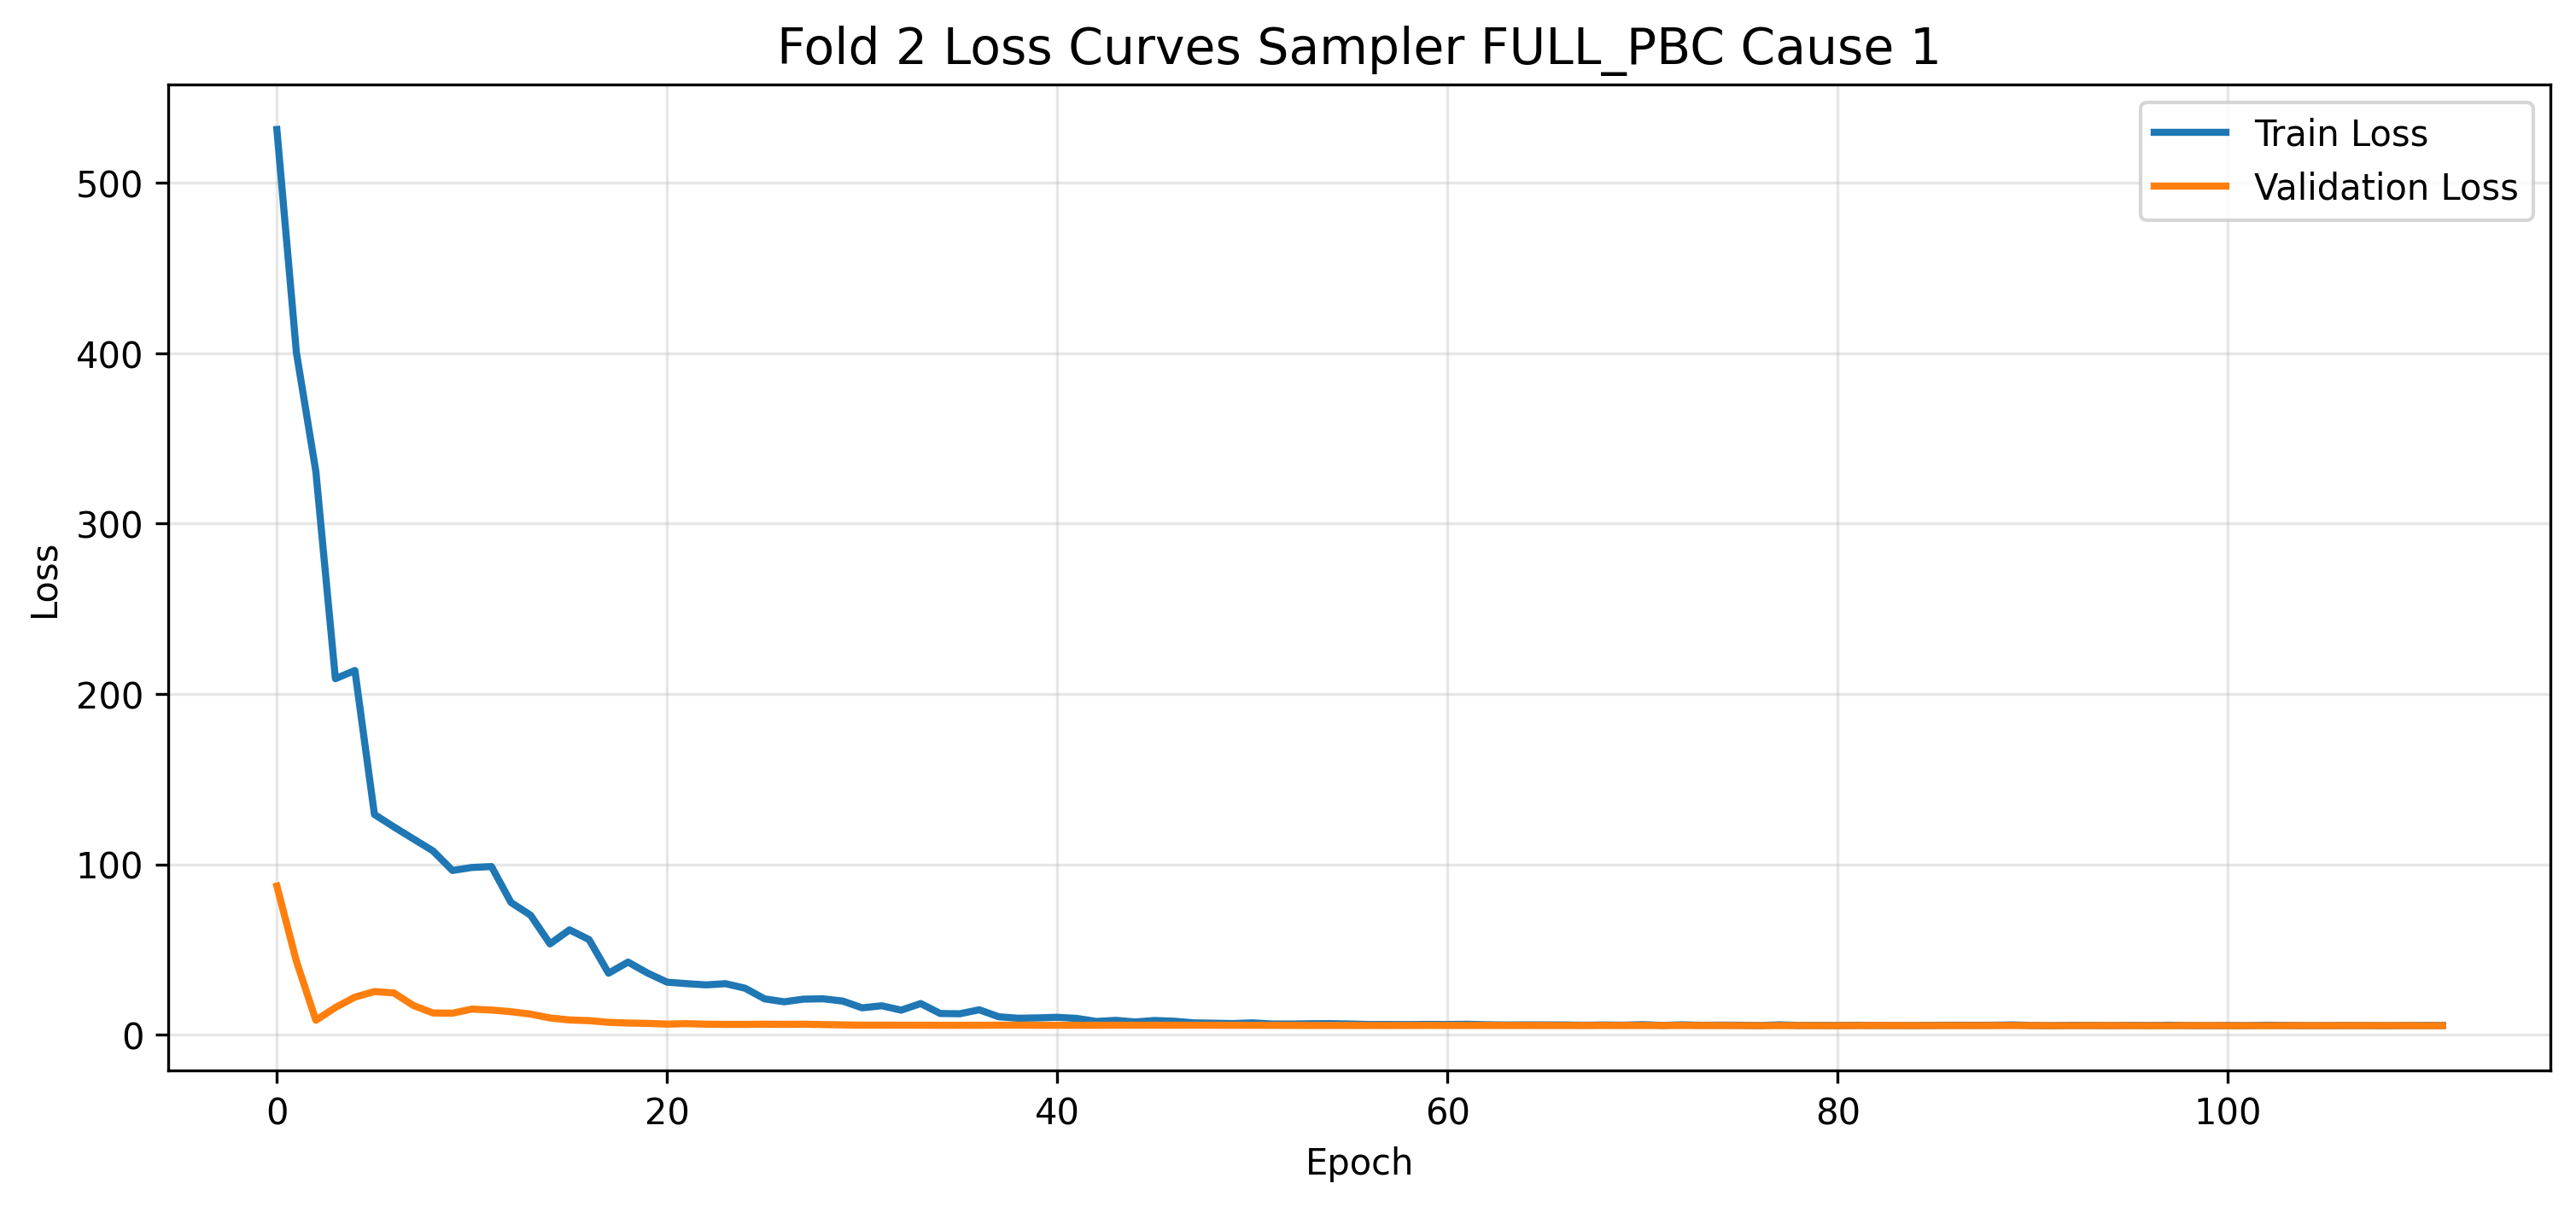 Fold 2 Loss Curves Sampler FULL_PBC Cause 1
Train Loss
Validation Loss
500
400
300
200
100
0
Loss
0 20 40 60 80 100
Epoch